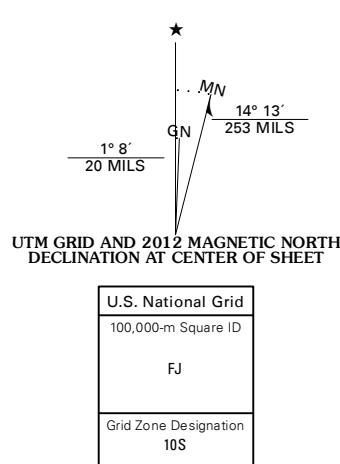 ★
MN
14° 13´
253 MILS
GN
1° 8´
20 MILS
UTM GRID AND 2012 MAGNETIC NORTH
DECLINATION AT CENTER OF SHEET
U.S. National Grid
100,000-m Square ID
FJ
Grid Zone Designation
10S